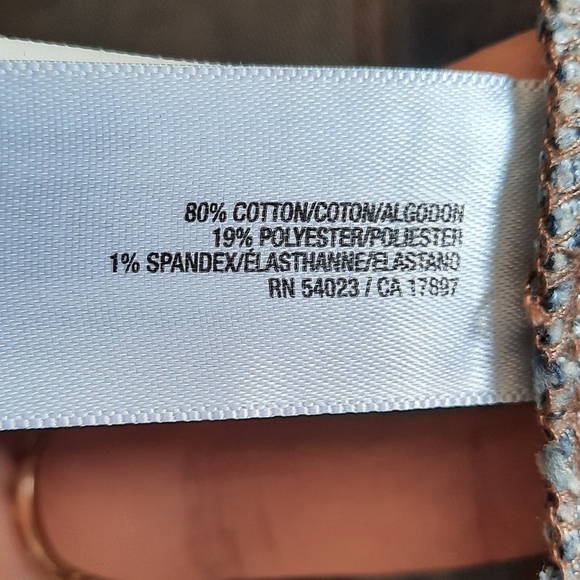 80% COTTON/COTON/ALGODON
19% POLYESTER/POLIESTER
1% SPANDEX/ÉLASTHANNE/ELASTANO
RN 54023 / CA 17897